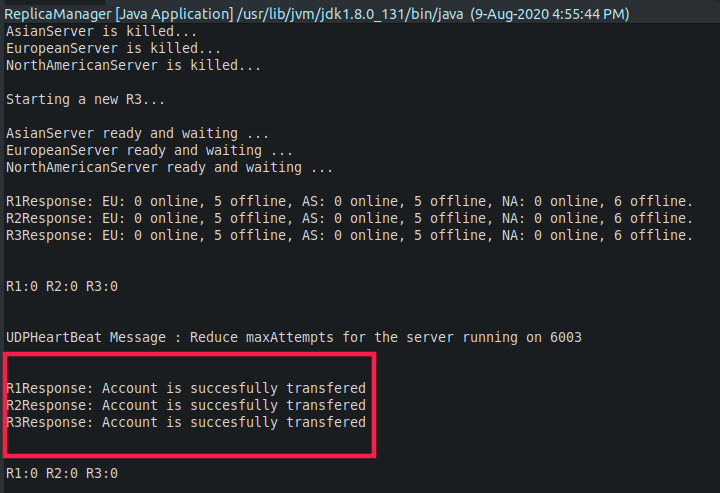 ReplicaManager [Java Application] /usr/lib/jvm/jdk1.8.0_131/bin/java (9-Aug-2020 4:55:44 PM)
AsianServer is killed...
EuropeanServer is killed...
NorthAmericanServer is killed...
Starting a new R3...
AsianServer ready and waiting ...
EuropeanServer ready and waiting ...
NorthAmericanServer ready and waiting ...
R1Response: EU: 0 online, 5 offline, AS: 0 online, 5 offline, NA: 0 online, 6 offline.
R2Response: EU: 0 online, 5 offline, AS: 0 online, 5 offline, NA: 0 online, 6 offline.
R3Response: EU: 0 online, 5 offline, AS: 0 online, 5 offline, NA: 0 online, 6 offline.
R1:0 R2:0 R3:0
UDPHeartBeat Message : Reduce maxAttempts for the server running on 6003
R1Response: Account is succesfully transfered
R2Response: Account is succesfully transfered
R3Response: Account is succesfully transfered
R1:0 R2:0 R3:0